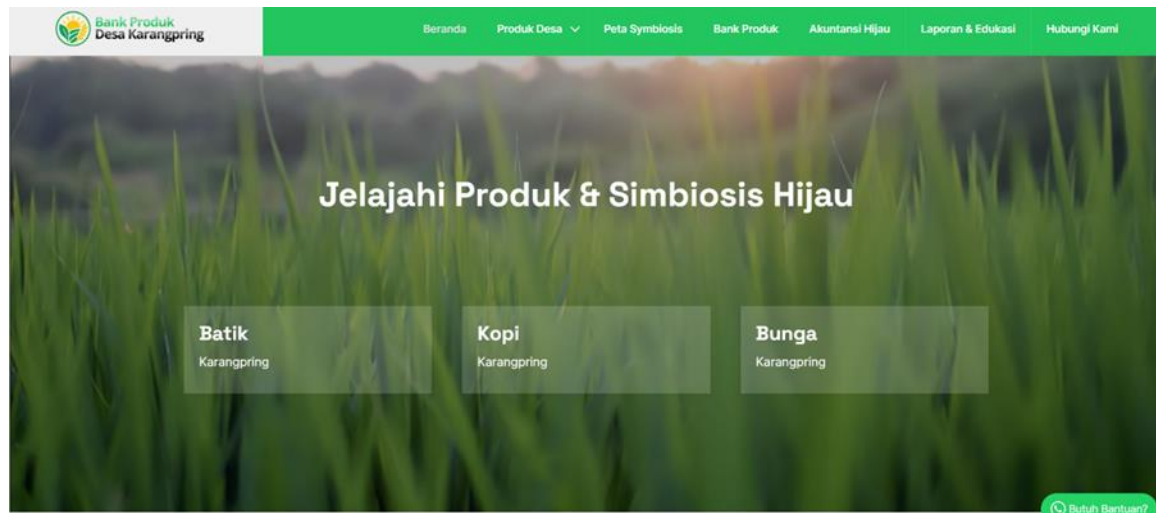 Bank Produk
Desa Karangpring
Beranda Produk Desa Peta Symbiosis Bank Produk Akuntansi Hijau Laporan & Edukasi Hubungi Kami
Jelajahi Produk & Simbiosis Hijau
Batik Kopi Bunga
Karangpring Karangpring Karangpring
Butuh Bantuan?